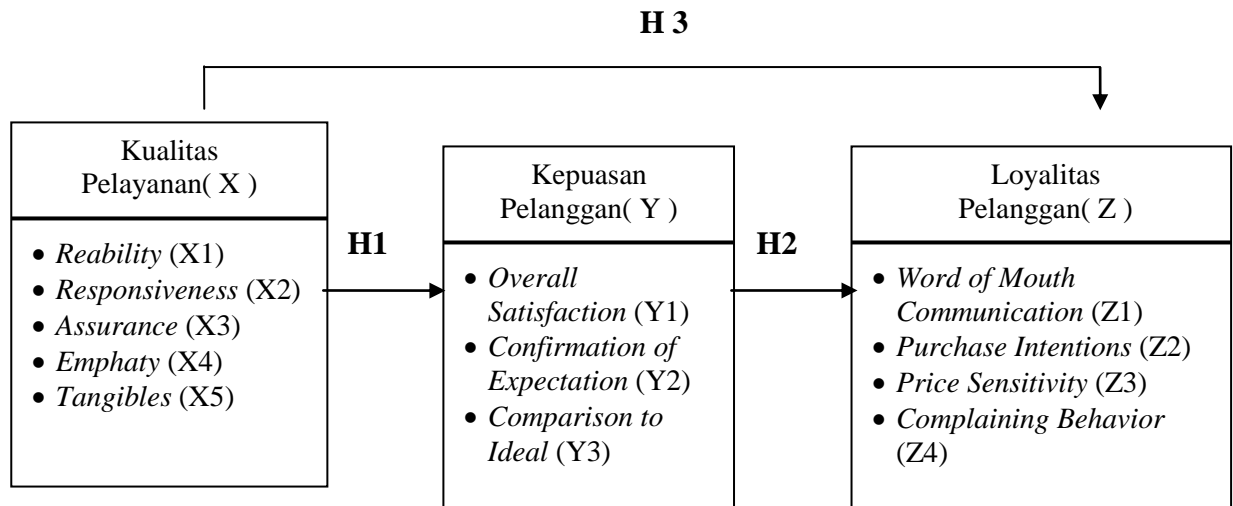 H 3
Kualitas
Pelayanan( X )
• Reability (X1)
• Responsiveness (X2)
• Assurance (X3)
• Emphaty (X4)
• Tangibles (X5)
H1
Kepuasan
Pelanggan( Y )
• Overall
Satisfaction (Y1)
• Confirmation of
Expectation (Y2)
• Comparison to
Ideal (Y3)
H2
Loyalitas
Pelanggan( Z )
• Word of Mouth
Communication (Z1)
• Purchase Intentions (Z2)
• Price Sensitivity (Z3)
• Complaining Behavior
(Z4)